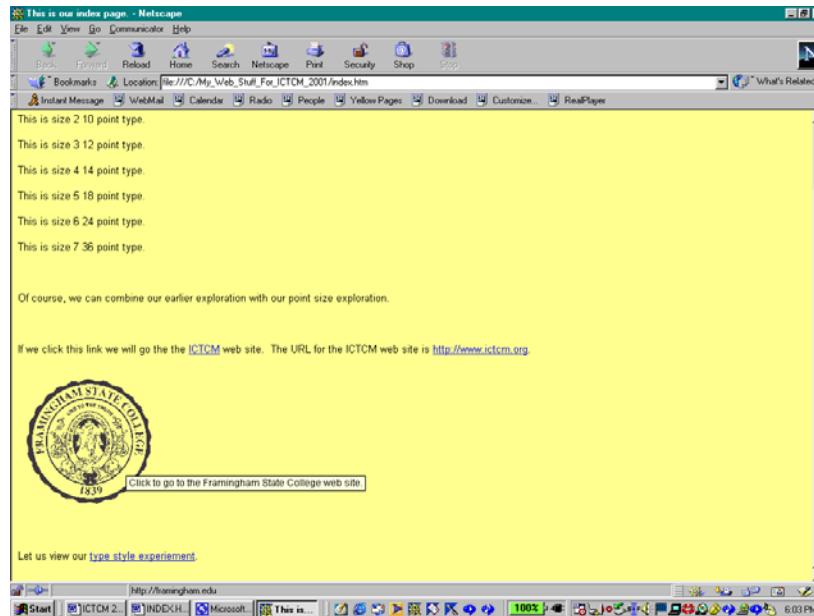 This is our index page. - Netscape
File Edit View Go Communicator Help
Back Forward Reload Home Search Netscape Print Security Shop Stop
Bookmarks Location: file:///C:/My_Web_Stuff_For_ICTCM_2001/index.htm What's Related
Instant Message WebMail Calendar Radio People Yellow Pages Download Customize... RealPlayer
This is size 2 10 point type.
This is size 3 12 point type.
This is size 4 14 point type.
This is size 5 18 point type.
This is size 6 24 point type.
This is size 7 36 point type.
Of course, we can combine our earlier exploration with our point size exploration.
If we click this link we will go the the ICTCM web site. The URL for the ICTCM web site is http://www.ictcm.org.
FRAMINGHAM STATE COLLEGE
1839
Click to go to the Framingham State College web site.
Let us view our type style experiement.
http://framingham.edu
Start ICTCM 2... INDEX.H... Microsoft... This is... 100% 6:03 PM